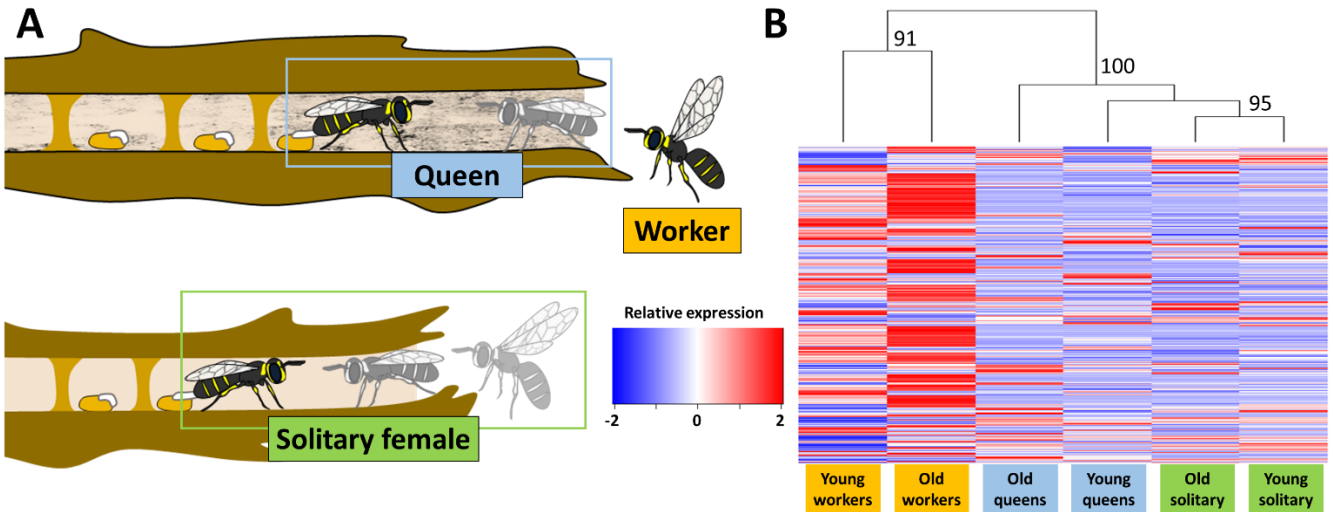 A
Queen
Worker
Solitary female
Relative expression
-2 0 2
B
91
100
95
Young workers
Old workers
Old queens
Young queens
Old solitary
Young solitary